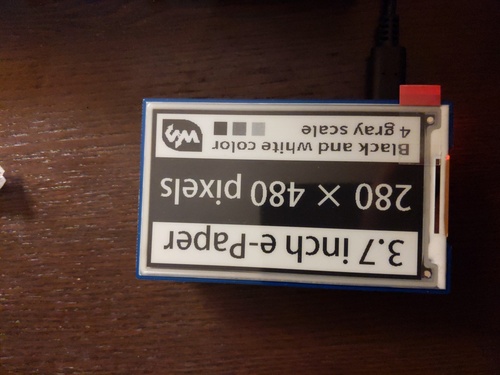 3.7 inch e-Paper
280 × 480 pixels
Black and white color
4 gray scale